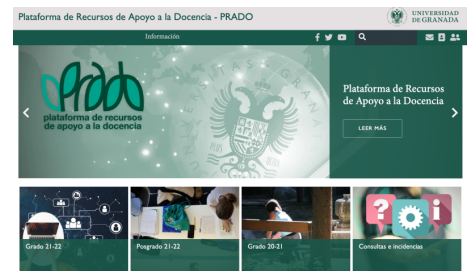 Plataforma de Recursos de Apoyo a la Docencia - PRADO
UNIVERSIDAD
DE GRANADA
Información
prado
plataforma de recursos
de apoyo a la docencia
Plataforma de Recursos
de Apoyo a la Docencia
LEER MÁS
Grado 21-22
Posgrado 21-22
Grado 20-21
Consultas e incidencias